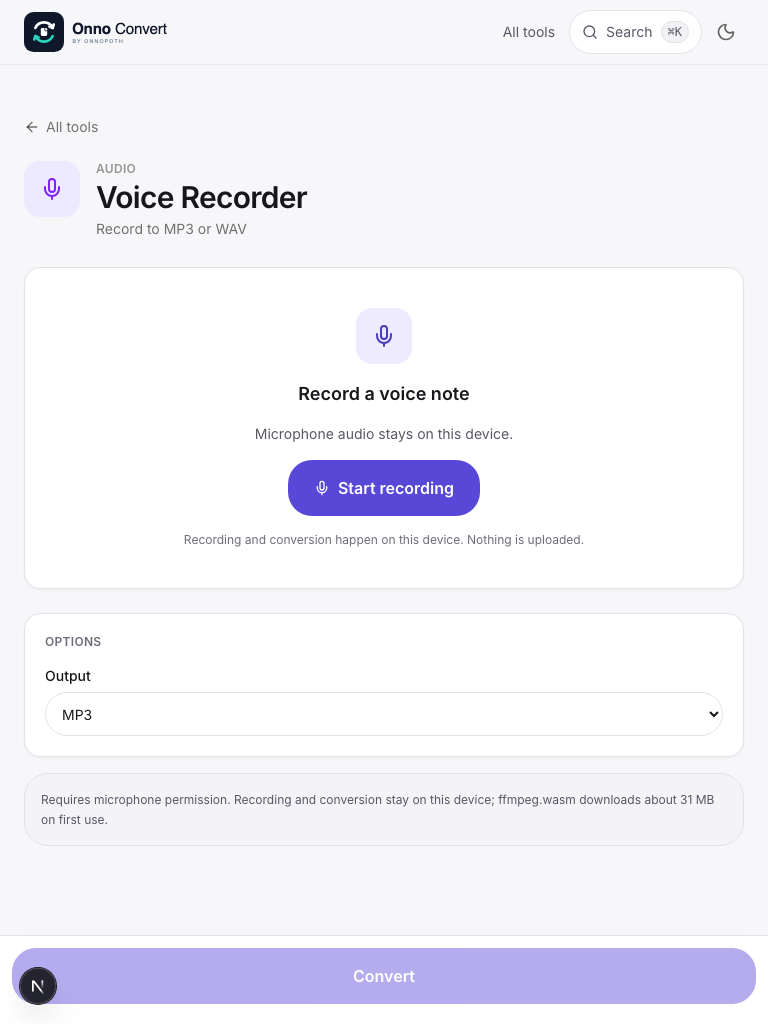 Onno Convert
BY ONNOPOTH
All tools
Search ⌘K
All tools
AUDIO
Voice Recorder
Record to MP3 or WAV
Record a voice note
Microphone audio stays on this device.
Start recording
Recording and conversion happen on this device. Nothing is uploaded.
OPTIONS
Output
MP3
Requires microphone permission. Recording and conversion stay on this device; ffmpeg.wasm downloads about 31 MB
on first use.
Convert
N